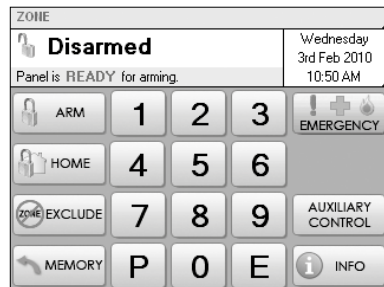 ZONE
Disarmed
Panel is READY for arming.
Wednesday
3rd Feb 2010
10:50 AM
ARM
1
2
3
EMERGENCY
HOME
4
5
6
ZONE
EXCLUDE
7
8
9
AUXILIARY
CONTROL
MEMORY
P
0
E
i
INFO